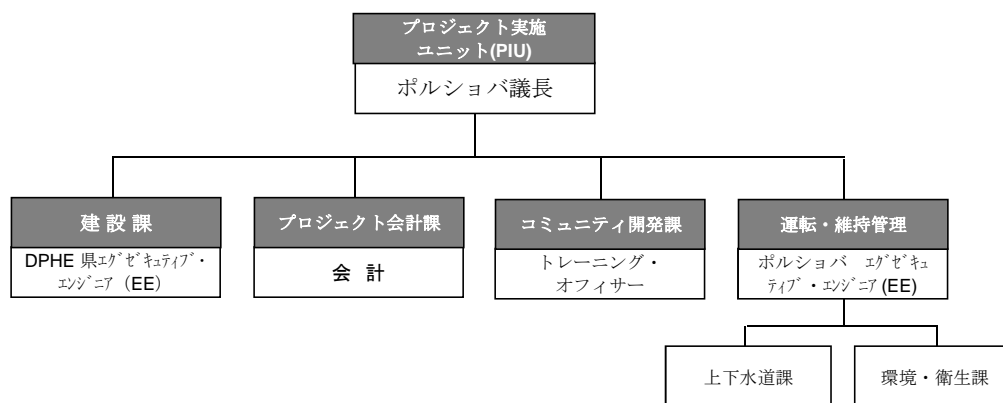 プロジェクト実施
ユニット(PIU)
ポルショバ議長
建 設 課
DPHE 県ｴｸﾞｾﾞｷｭﾃｨﾌﾞ・
ｴﾝｼﾞﾆｱ（EE）
プロジェクト会計課
会 計
コミュニティ開発課
トレーニング・
オフィサー
運転・維持管理
ポルショバ ｴｸﾞｾﾞｷｭ
ﾃｨﾌﾞ・ｴﾝｼﾞﾆｱ(EE)
上下水道課
環境・衛生課